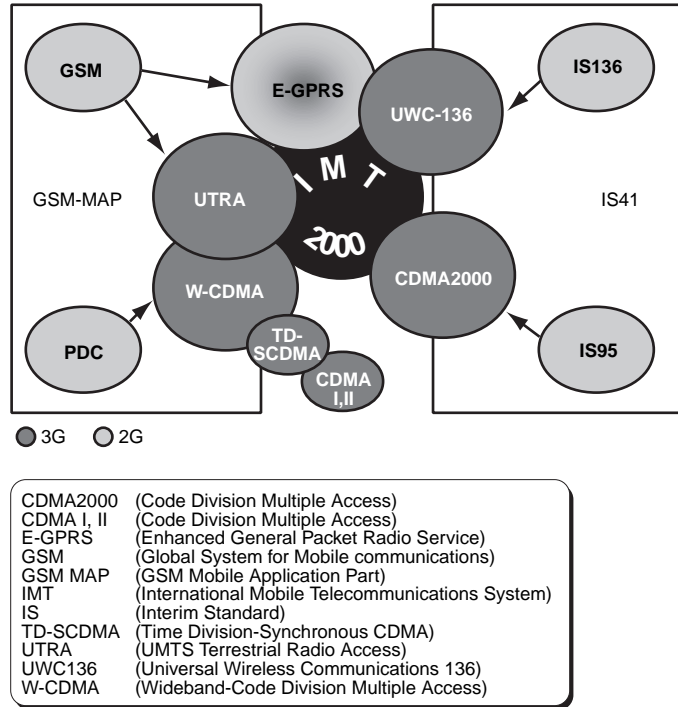 GSM
E-GPRS
IS136
UWC-136
IMT
2000
GSM-MAP
UTRA
IS41
W-CDMA
CDMA2000
PDC
TD-
SCDMA
IS95
CDMA
I,II
3G 2G
CDMA2000 (Code Division Multiple Access)
CDMA I, II (Code Division Multiple Access)
E-GPRS (Enhanced General Packet Radio Service)
GSM (Global System for Mobile communications)
GSM MAP (GSM Mobile Application Part)
IMT (International Mobile Telecommunications System)
IS (Interim Standard)
TD-SCDMA (Time Division-Synchronous CDMA)
UTRA (UMTS Terrestrial Radio Access)
UWC136 (Universal Wireless Communications 136)
W-CDMA (Wideband-Code Division Multiple Access)